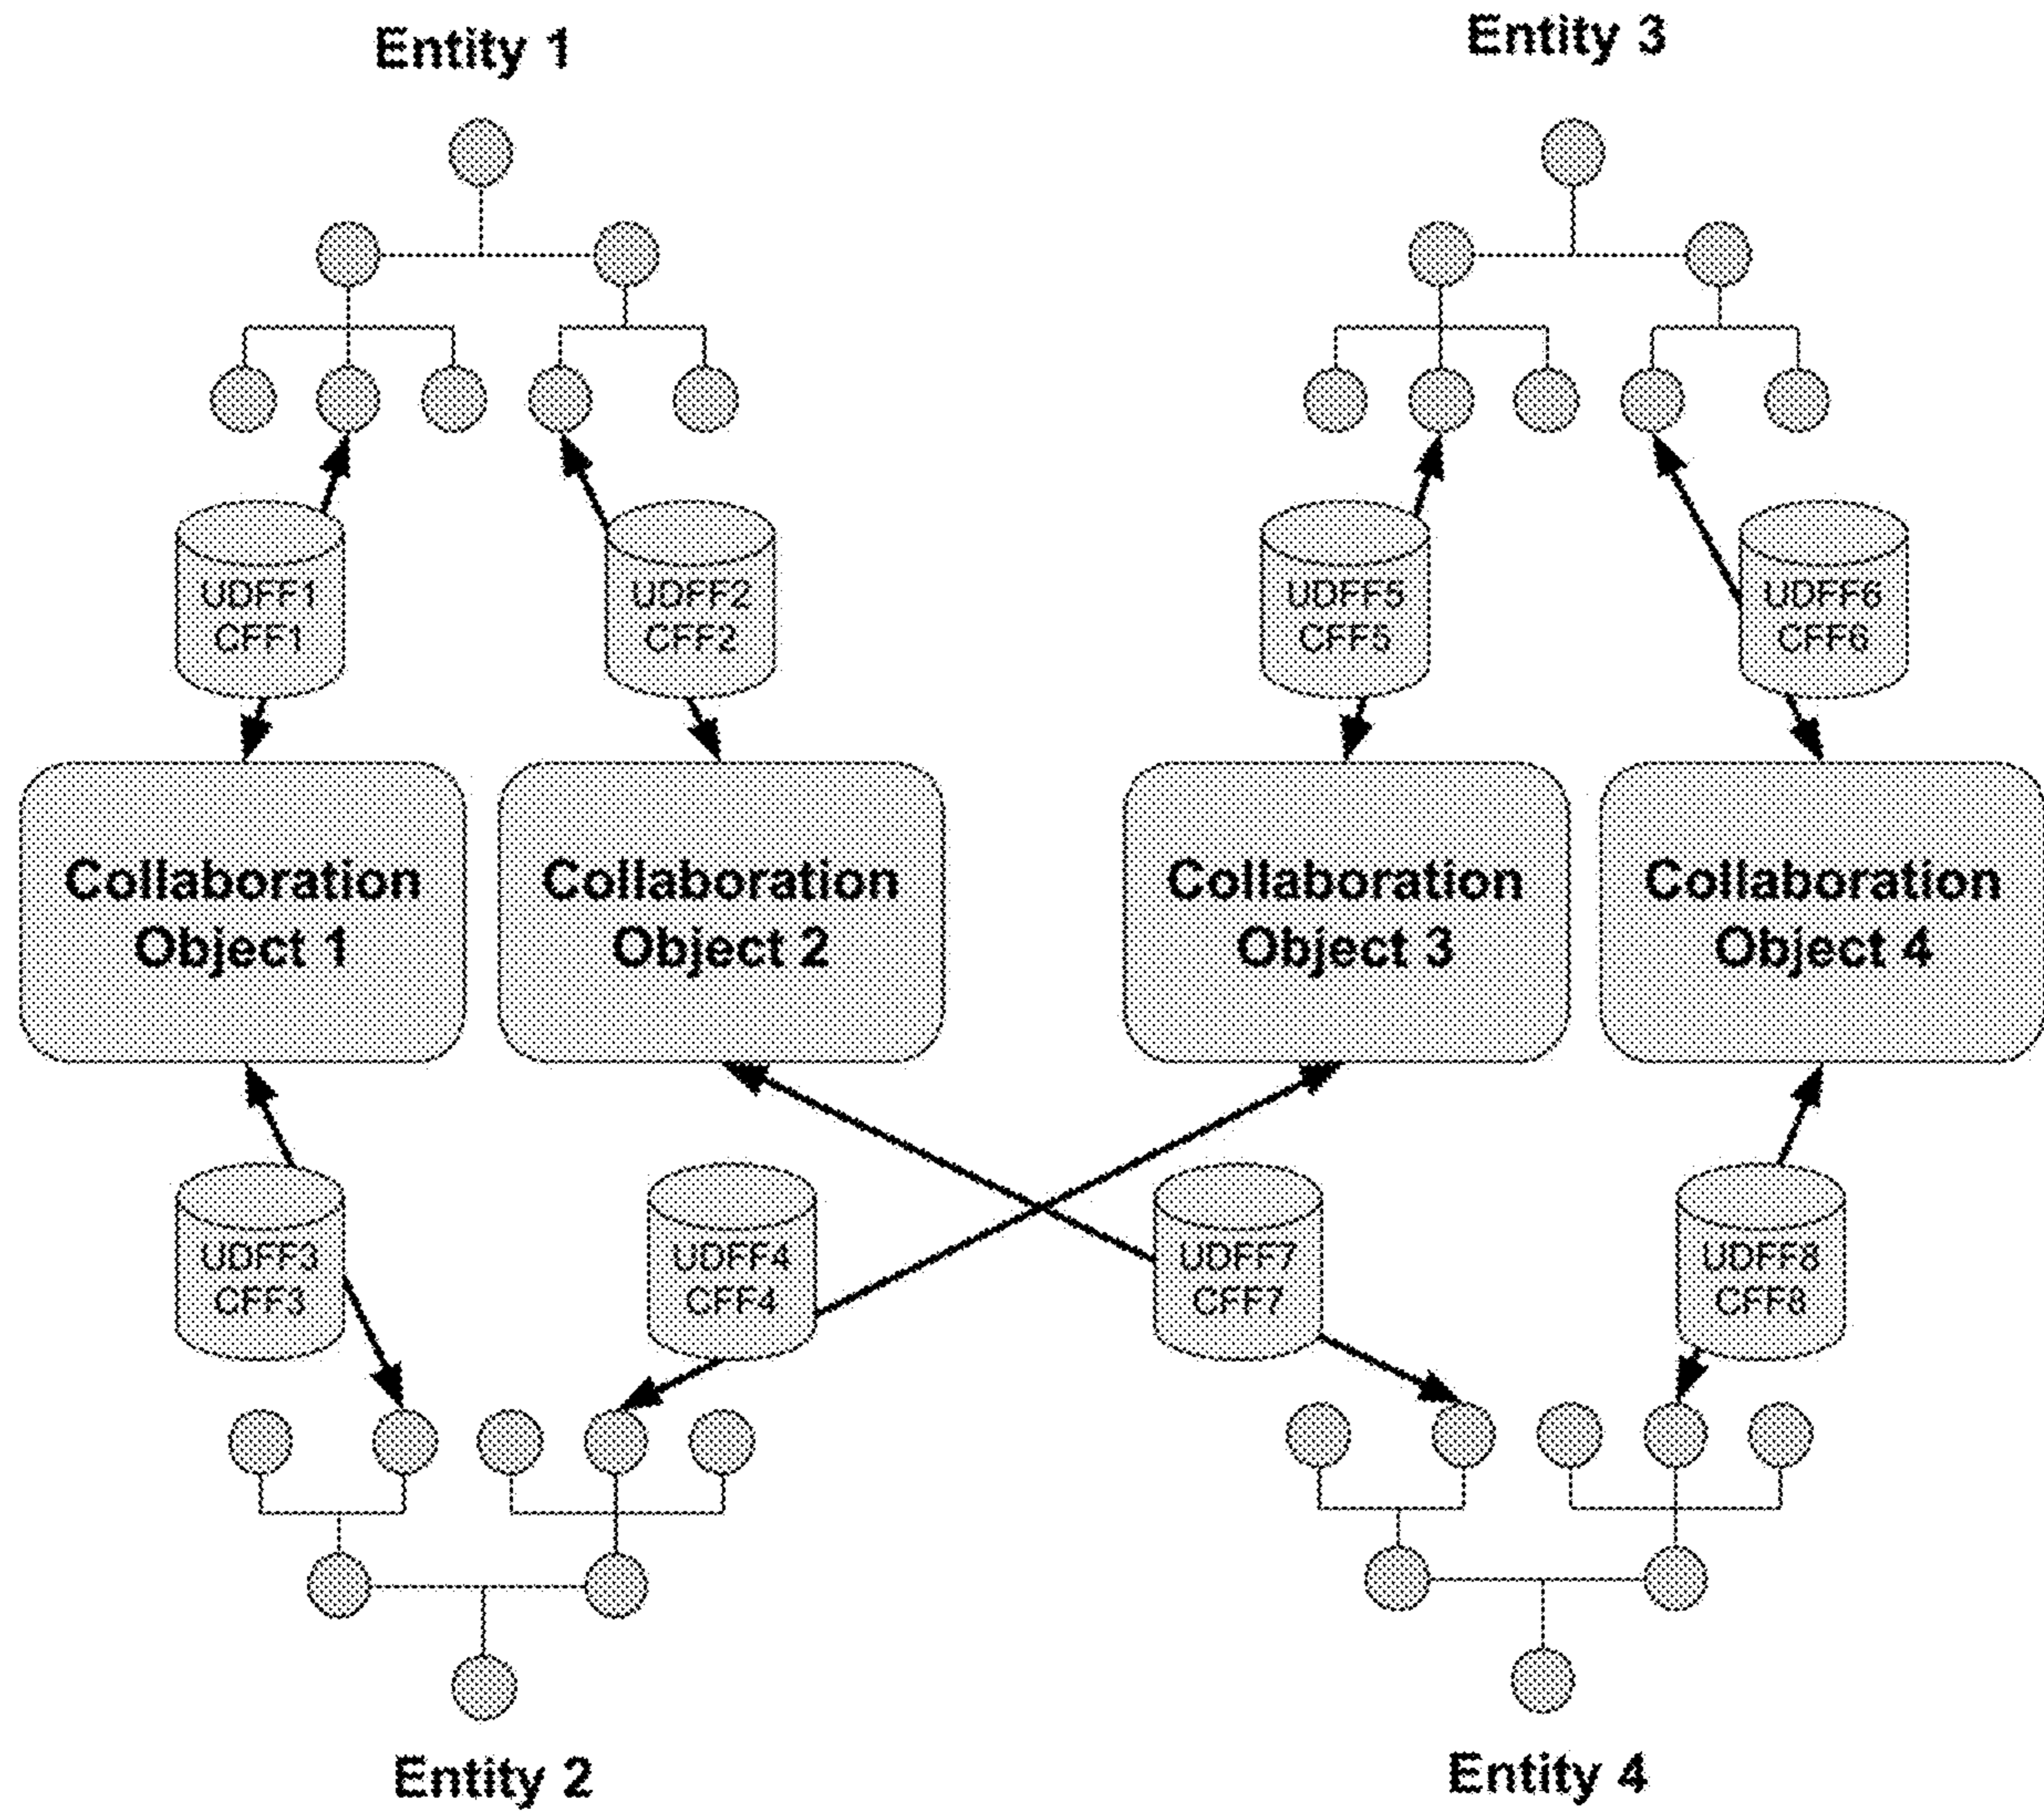 Entity 1
Entity 3
UDFF1
CFF1
UDFF2
CFF2
UDFF5
CFF5
UDFF6
CFF6
Collaboration
Object 1
Collaboration
Object 2
Collaboration
Object 3
Collaboration
Object 4
UDFF3
CFF3
UDFF4
CFF4
UDFF7
CFF7
UDFF8
CFF8
Entity 2
Entity 4